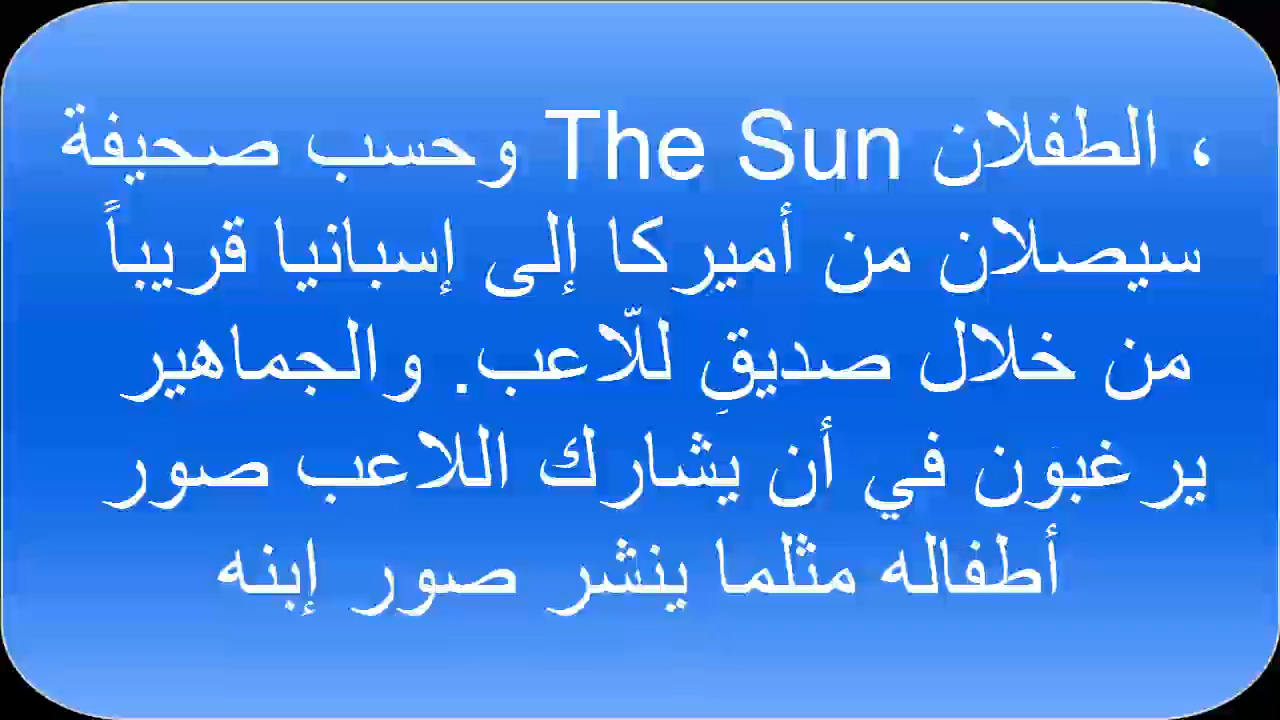 وحسب صحيفة The Sun ، الطفلان
سيصلان من أميركا إلى إسبانيا قريباً
من خلال صديقِ للّاعب. والجماهير
يرغبون في أن يشارك اللاعب صور
أطفاله مثلما ينشر صور إبنه